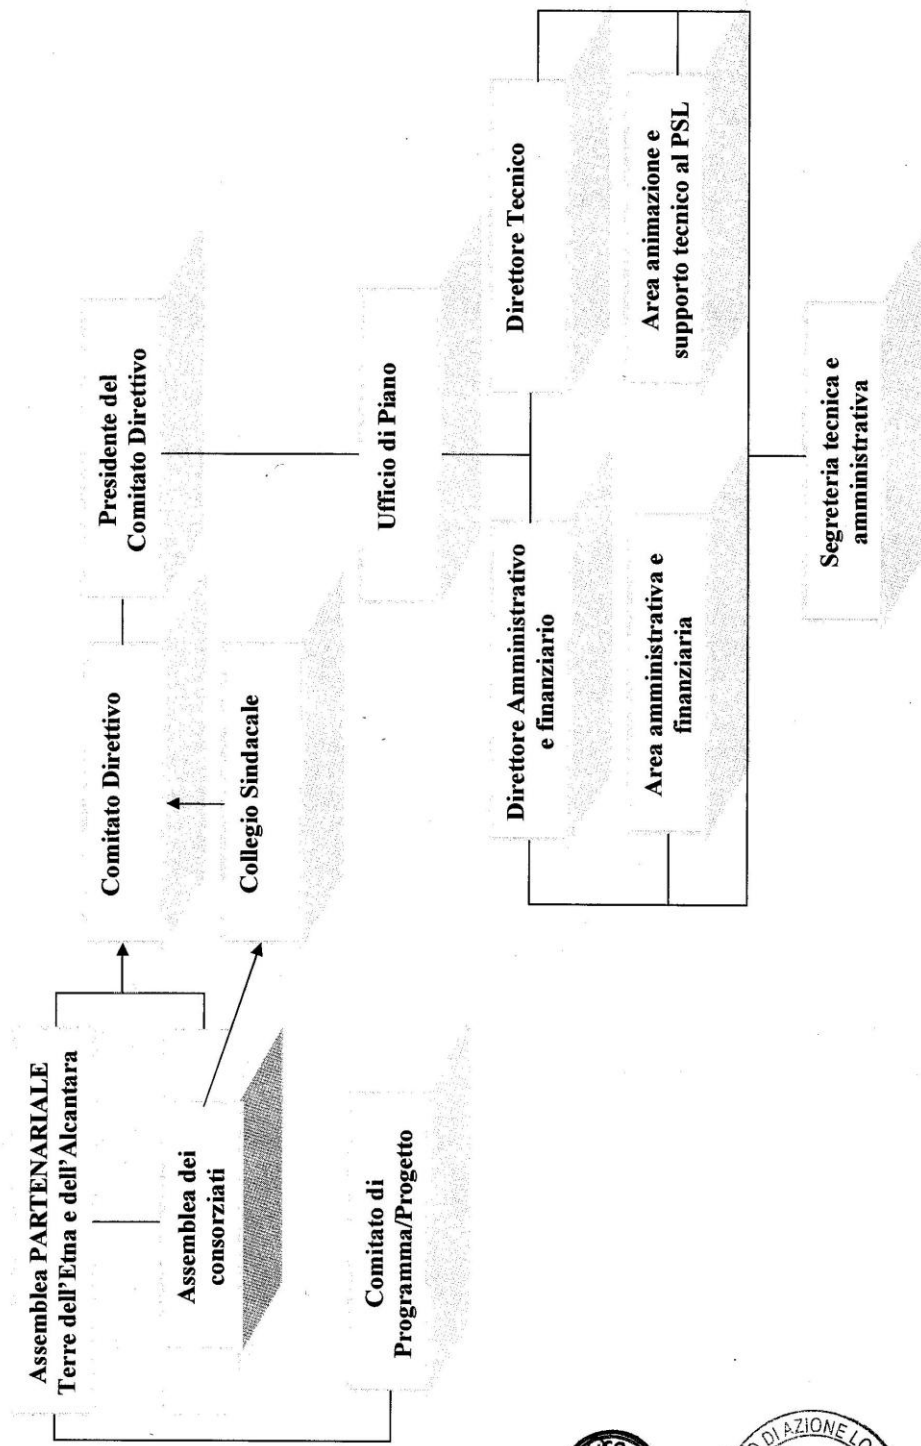 Assemblea PARTENARIALE
Terre dell'Etna e dell'Alcantara
Assemblea dei
consorziati
Comitato di
Programma/Progetto
Comitato Direttivo
Collegio Sindacale
Presidente del
Comitato Direttivo
Ufficio di Piano
Direttore Amministrativo
e finanziario
Direttore Tecnico
Area amministrativa e
finanziaria
Area animazione e
supporto tecnico al PSL
Segreteria tecnica e
amministrativa
DI AZIONE LO